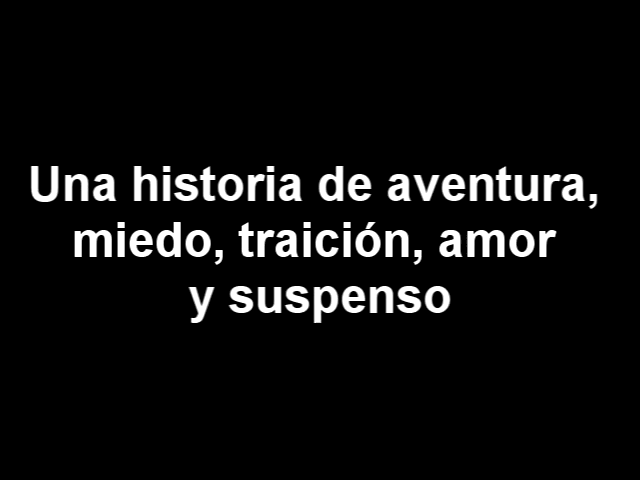 Una historia de aventura,
miedo, traición, amor
y suspenso